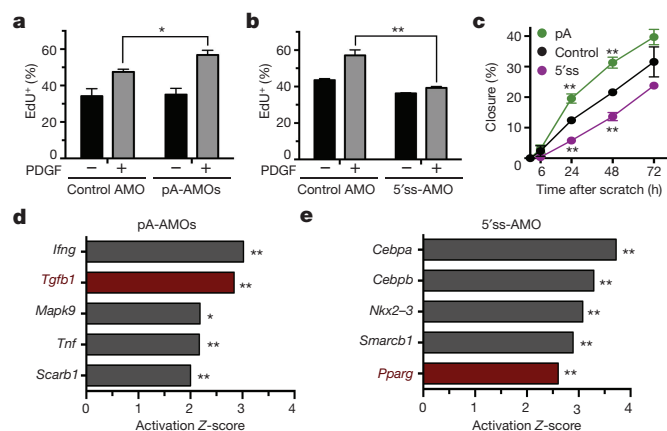 a
*
60
40
20
0
EdU⁺ (%)
PDGF
– + – +
Control AMO pA-AMOs
b
**
60
40
20
0
EdU⁺ (%)
PDGF
– + – +
Control AMO 5′ss-AMO
c
pA
Control
5′ss
40
30
20
10
0
Closure (%)
**
**
**
**
6 24 48 72
Time after scratch (h)
d
pA-AMOs
Ifng **
Tgfb1 **
Mapk9 *
Tnf **
Scarb1 **
0 1 2 3 4
Activation Z-score
e
5′ss-AMO
Cebpa **
Cebpb **
Nkx2–3 **
Smarcb1 **
Pparg **
0 1 2 3 4
Activation Z-score